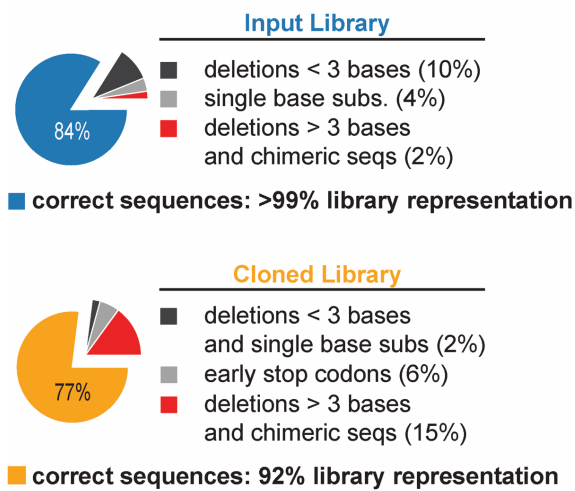 Input Library
84%
deletions < 3 bases (10%)
single base subs. (4%)
deletions > 3 bases
and chimeric seqs (2%)
correct sequences: >99% library representation
Cloned Library
77%
deletions < 3 bases
and single base subs (2%)
early stop codons (6%)
deletions > 3 bases
and chimeric seqs (15%)
correct sequences: 92% library representation